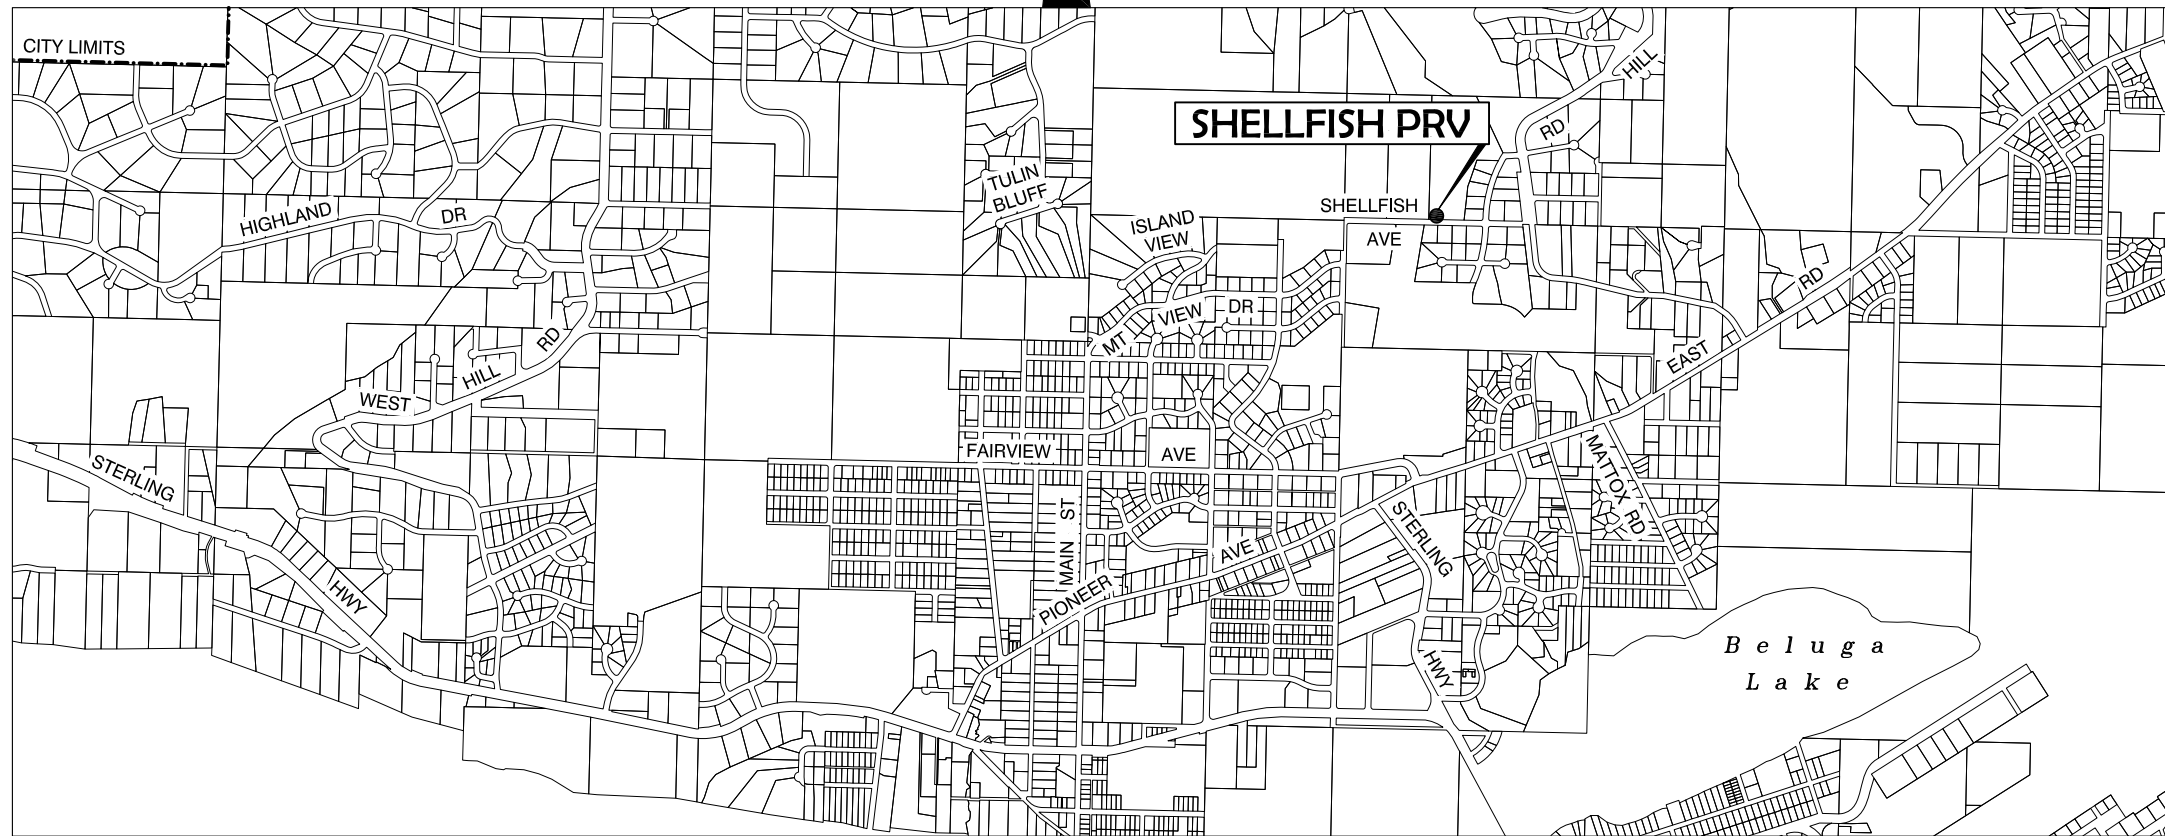 CITY LIMITS
HILL
SHELLFISH PRV
RD
TULIN
BLUFF
SHELLFISH
AVE
ISLAND
VIEW
HIGHLAND
DR
RD
MT
VIEW
DR
RD
HILL
WEST
EAST
FAIRVIEW
AVE
STERLING
MATTOX RD
MAIN ST
STERLING
AVE
PIONEER
HWY
HWY
Beluga
Lake